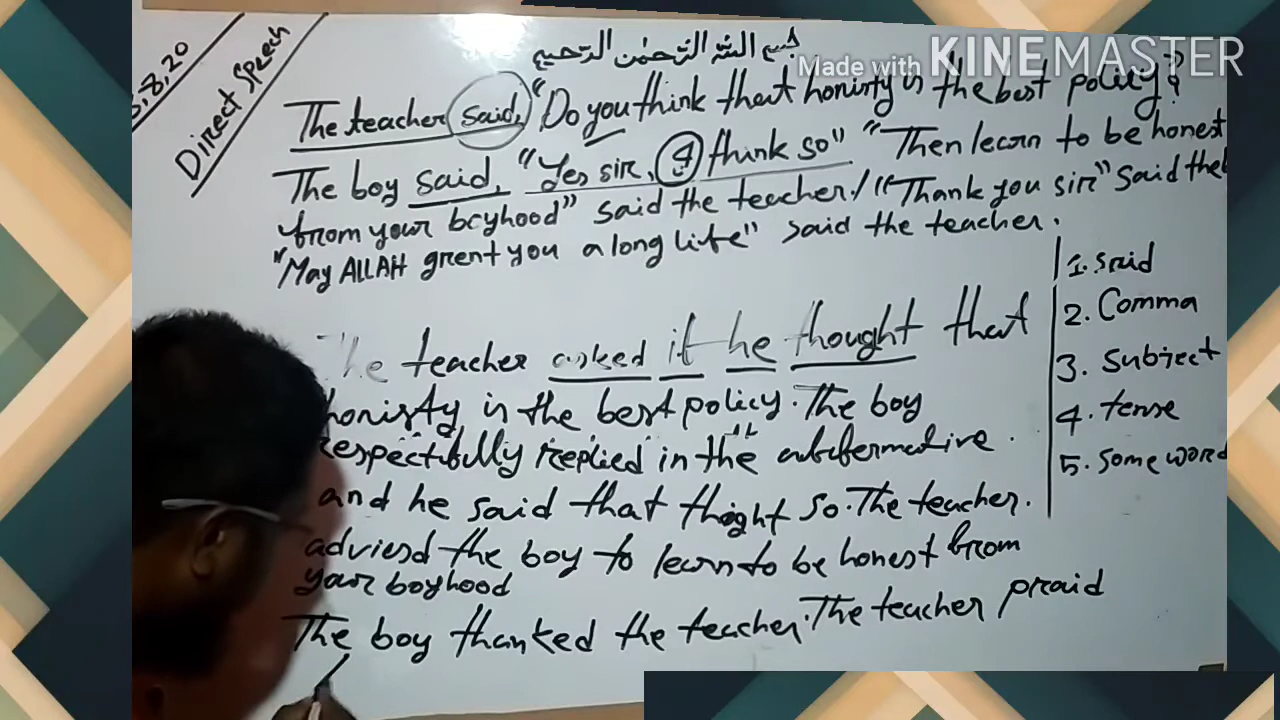 بسم الله الرحمن الرحيم
Made with KINEMASTER
8,20
Direct Speech
The teacher said, "Do you think that honisty is the best policy?
The boy said, "Yes sir, I think so" "Then learn to be honest
from your boyhood" said the teacher/ "Thank you sir" said the
"May ALLAH grent you a long life" said the teacher.
1. said
2. Comma
3. Subject
4. tense
5. Some word
The teacher asked if he thought that
honisty is the best policy. The boy
respectfully replied in the
and he said that thoght so. The teacher.
adviesd the boy to learn to be honest from
your boyhood
The boy thanked the teacher. The teacher praid